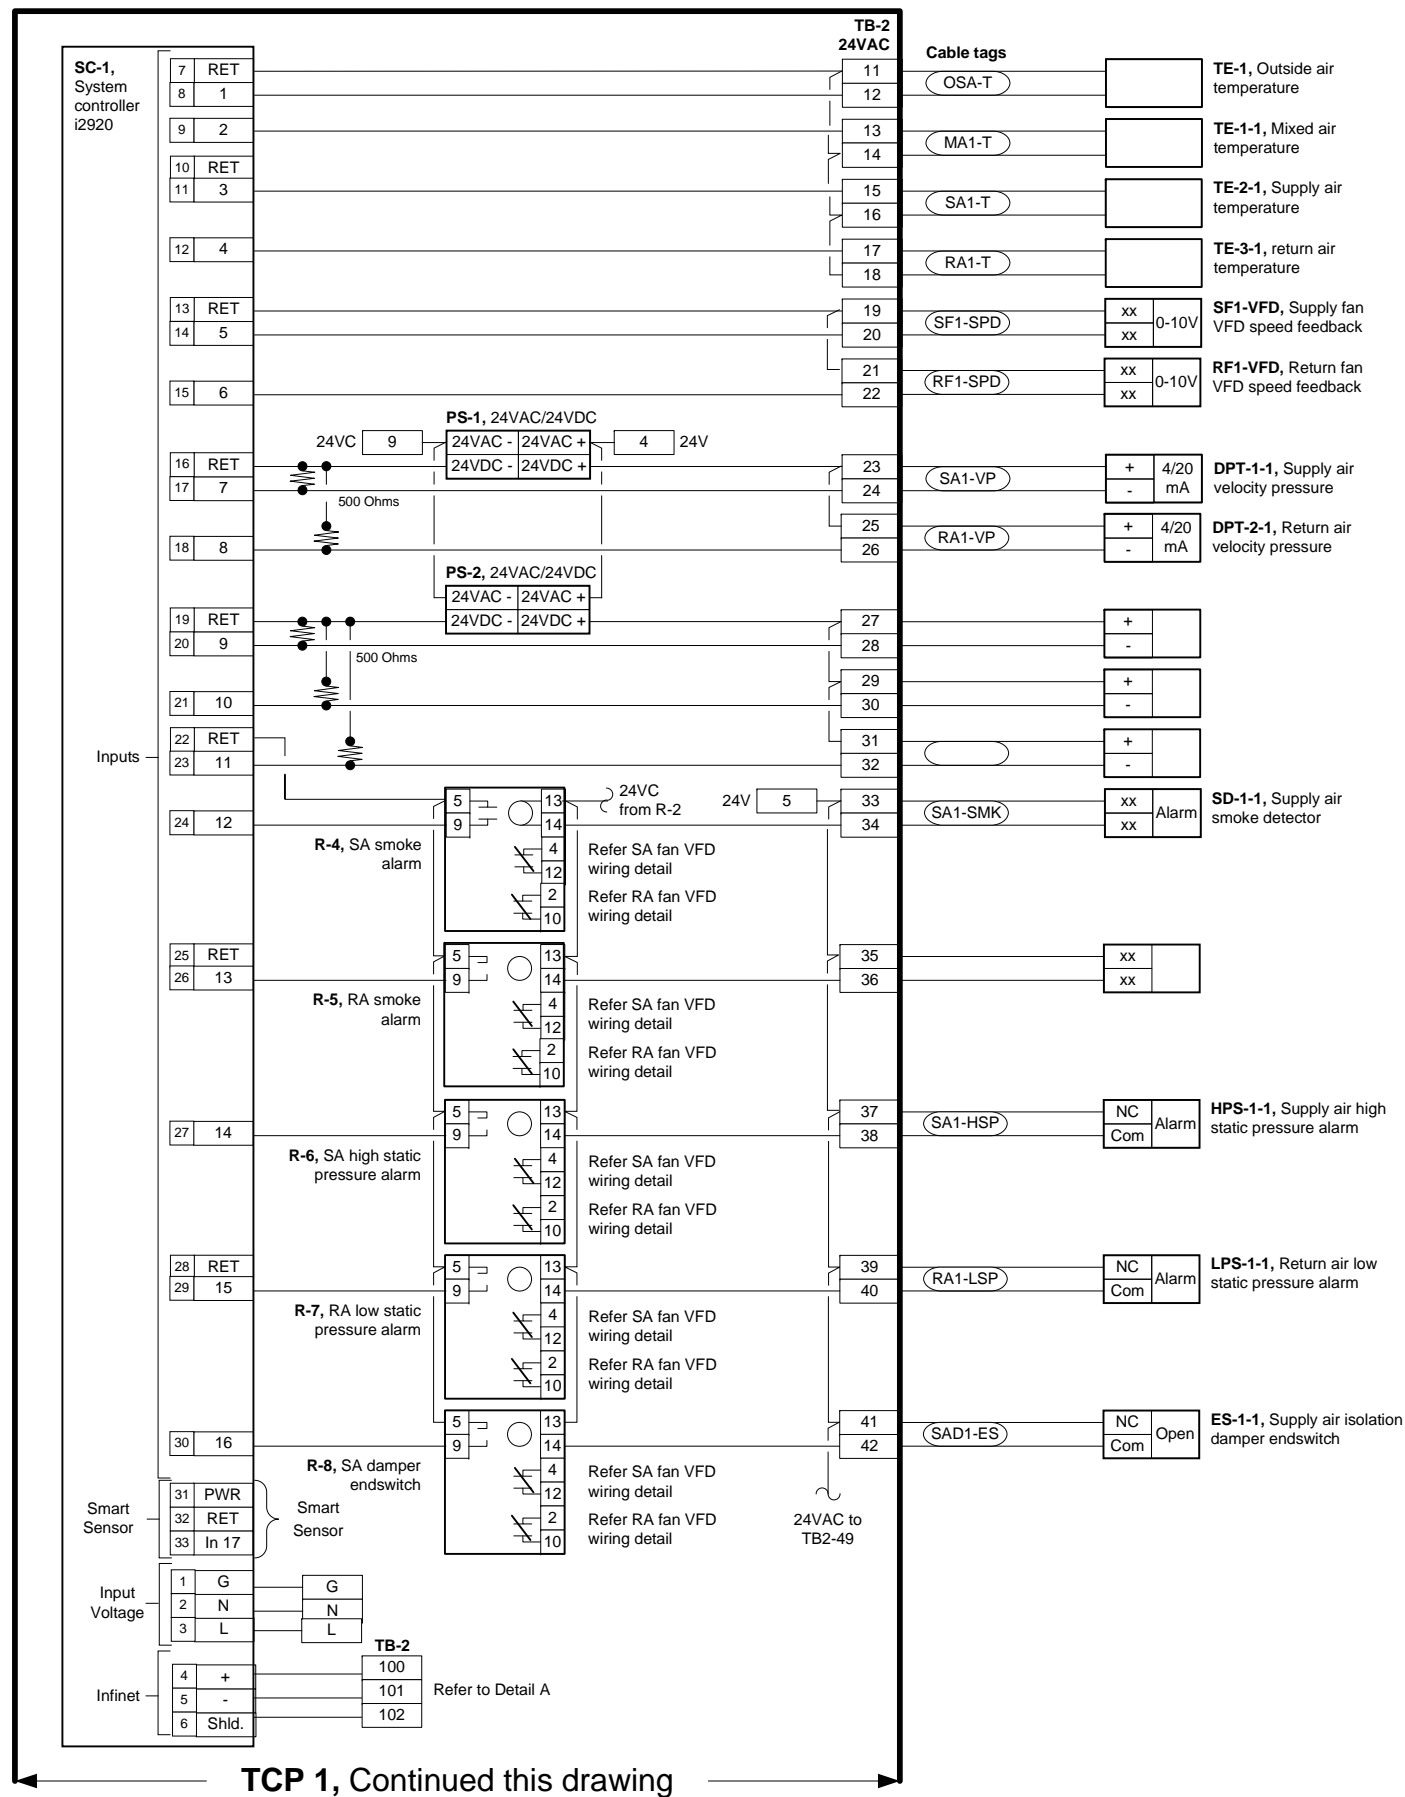 TB-2
24VAC
Cable tags
SC-1,
System
controller
i2920
7 RET
8 1
11
12
OSA-T
TE-1, Outside air
temperature
9 2
13
14
MA1-T
TE-1-1, Mixed air
temperature
10 RET
11 3
15
16
SA1-T
TE-2-1, Supply air
temperature
12 4
17
18
RA1-T
TE-3-1, return air
temperature
13 RET
14 5
19
20
SF1-SPD
xx
xx
0-10V
SF1-VFD, Supply fan
VFD speed feedback
15 6
21
22
RF1-SPD
xx
xx
0-10V
RF1-VFD, Return fan
VFD speed feedback
PS-1, 24VAC/24VDC
24VC 9 24VAC - 24VAC + 4 24V
24VDC - 24VDC +
16 RET
17 7
500 Ohms
23
24
SA1-VP
+
-
4/20
mA
DPT-1-1, Supply air
velocity pressure
18 8
25
26
RA1-VP
+
-
4/20
mA
DPT-2-1, Return air
velocity pressure
PS-2, 24VAC/24VDC
24VAC - 24VAC +
24VDC - 24VDC +
19 RET
20 9
500 Ohms
27
28
+
-
21 10
29
30
+
-
22 RET
23 11
31
32
+
-
Inputs
24 12
5
9
13
14
4
12
2
10
24VC
from R-2
24V 5
33
34
SA1-SMK
xx
xx
Alarm
SD-1-1, Supply air
smoke detector
R-4, SA smoke
alarm
Refer SA fan VFD
wiring detail
Refer RA fan VFD
wiring detail
25 RET
26 13
5
9
13
14
4
12
2
10
35
36
xx
xx
R-5, RA smoke
alarm
Refer SA fan VFD
wiring detail
Refer RA fan VFD
wiring detail
27 14
5
9
13
14
4
12
2
10
37
38
SA1-HSP
NC
Com
Alarm
HPS-1-1, Supply air high
static pressure alarm
R-6, SA high static
pressure alarm
Refer SA fan VFD
wiring detail
Refer RA fan VFD
wiring detail
28 RET
29 15
5
9
13
14
4
12
2
10
39
40
RA1-LSP
NC
Com
Alarm
LPS-1-1, Return air low
static pressure alarm
R-7, RA low static
pressure alarm
Refer SA fan VFD
wiring detail
Refer RA fan VFD
wiring detail
30 16
5
9
13
14
4
12
2
10
41
42
SAD1-ES
NC
Com
Open
ES-1-1, Supply air isolation
damper endswitch
R-8, SA damper
endswitch
Refer SA fan VFD
wiring detail
Refer RA fan VFD
wiring detail
24VAC to
TB2-49
Smart
Sensor
31 PWR
32 RET
33 In 17
Smart
Sensor
Input
Voltage
1 G G
2 N N
3 L L
TB-2
Infinet
4 + 100
5 - 101
6 Shld. 102
Refer to Detail A
TCP 1, Continued this drawing